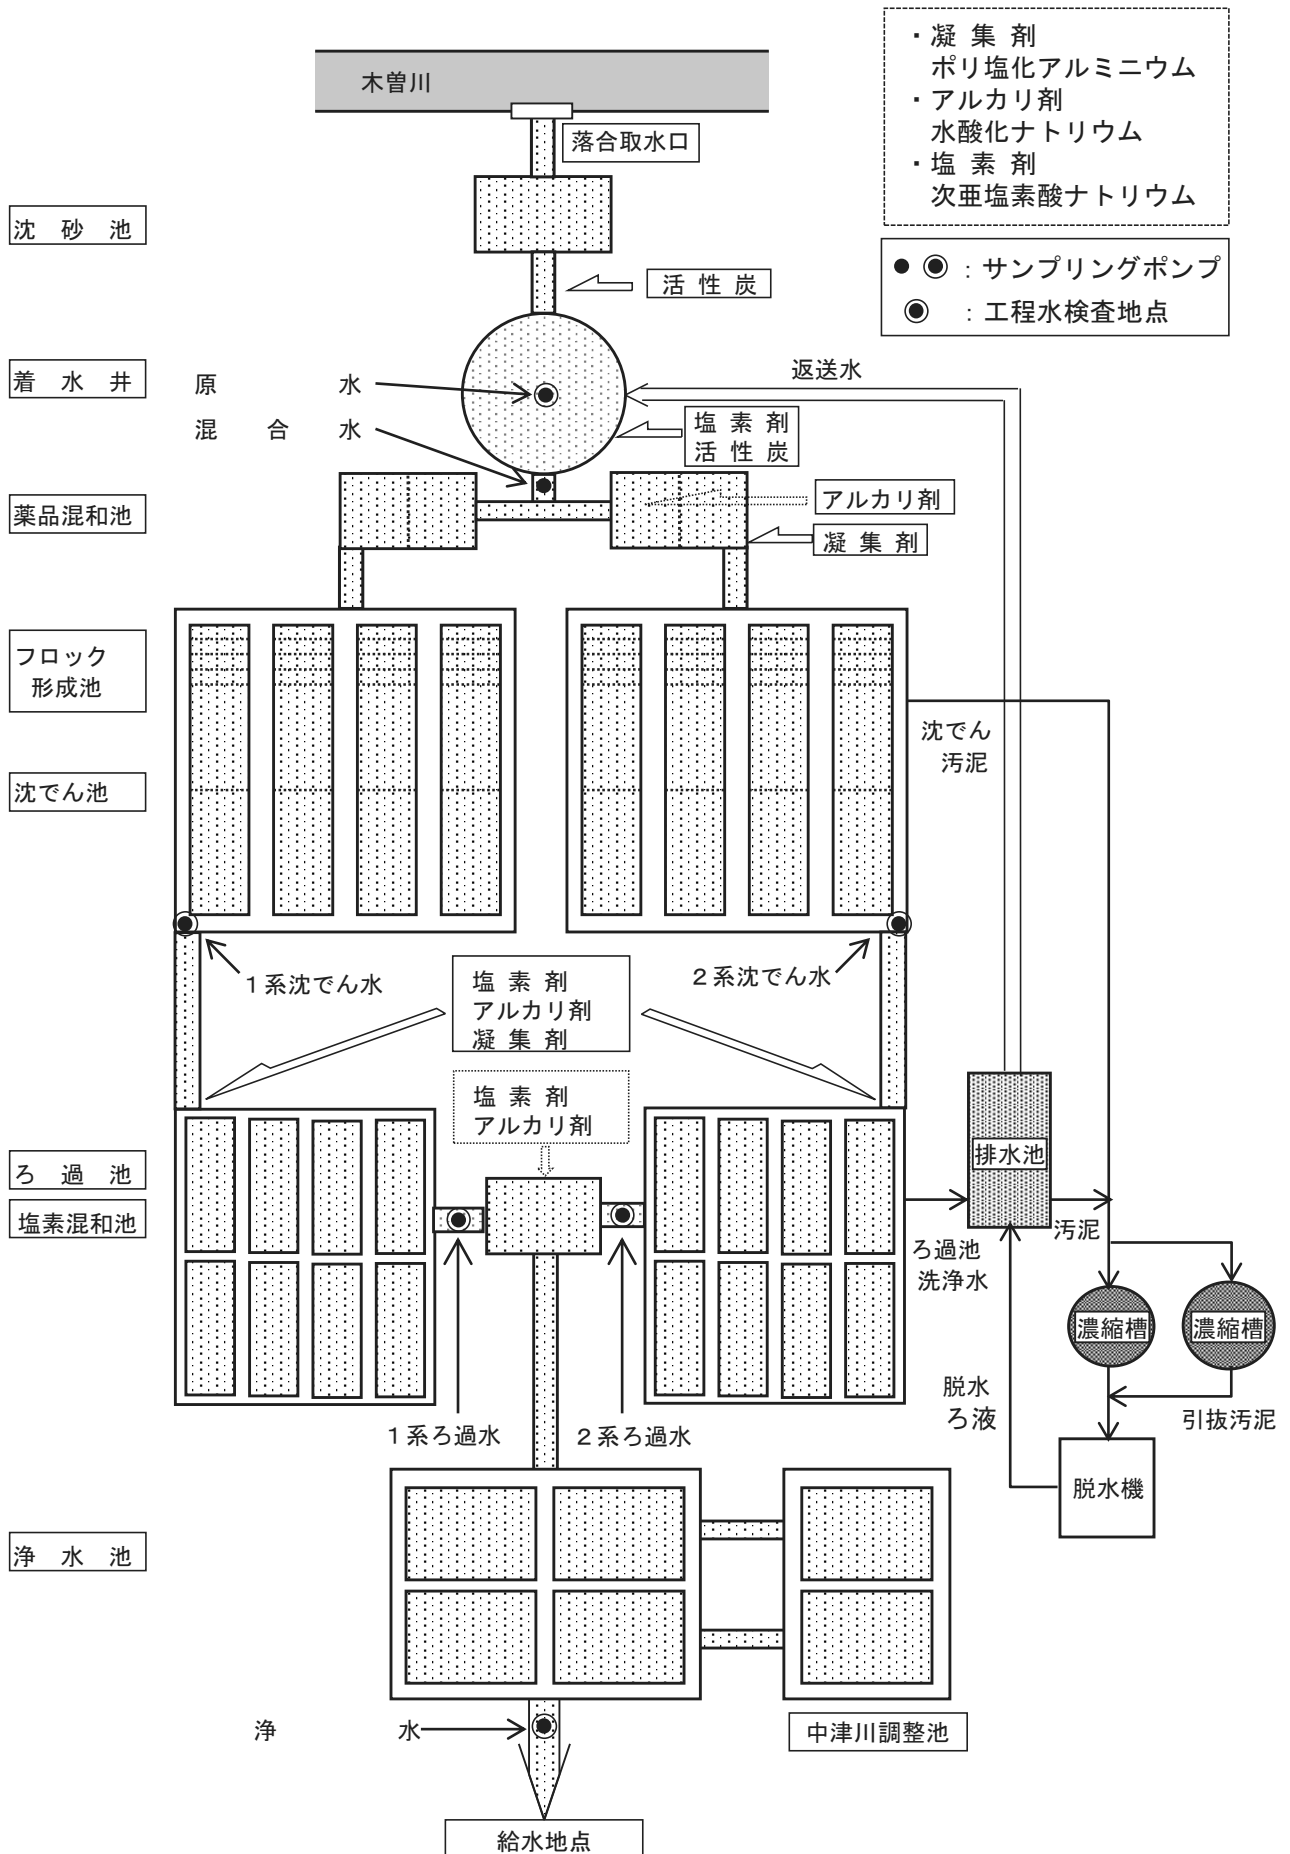 ・凝 集 剤
ポリ塩化アルミニウム
・アルカリ剤
水酸化ナトリウム
・塩 素 剤
次亜塩素酸ナトリウム
木曽川
落合取水口
沈 砂 池
● ◉ : サンプリングポンプ
◉ : 工程水検査地点
活 性 炭
着 水 井
原 水
混 合 水
返送水
塩 素 剤
活 性 炭
薬品混和池
アルカリ剤
凝 集 剤
フロック
形成池
沈でん
汚泥
沈でん池
1系沈でん水
2系沈でん水
塩 素 剤
アルカリ剤
凝 集 剤
塩 素 剤
アルカリ剤
ろ 過 池
塩素混和池
排水池
汚泥
ろ過池
洗浄水
濃縮槽
濃縮槽
脱水
ろ液
引抜汚泥
1系ろ過水
2系ろ過水
脱水機
浄 水 池
浄 水
中津川調整池
給水地点